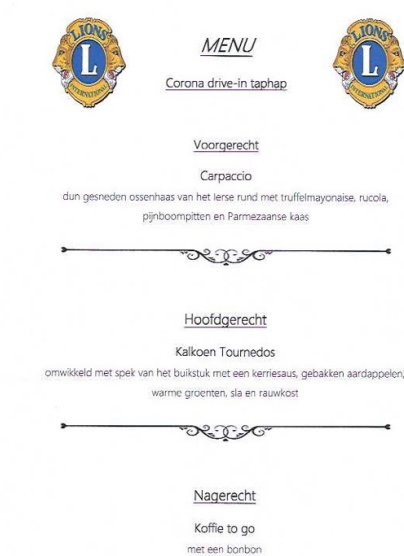 LIONS
L
INTERNATIONAL
MENU
LIONS
L
INTERNATIONAL
Corona drive-in taphap
Voorgerecht
Carpaccio
dun gesneden ossenhaas van het Ierse rund met truffelmayonaise, rucola,
pijnboompitten en Parmezaanse kaas
Hoofdgerecht
Kalkoen Tournedos
omwikkeld met spek van het buikstuk met een kerriesaus, gebakken aardappelen,
warme groenten, sla en rauwkost
Nagerecht
Koffie to go
met een bonbon